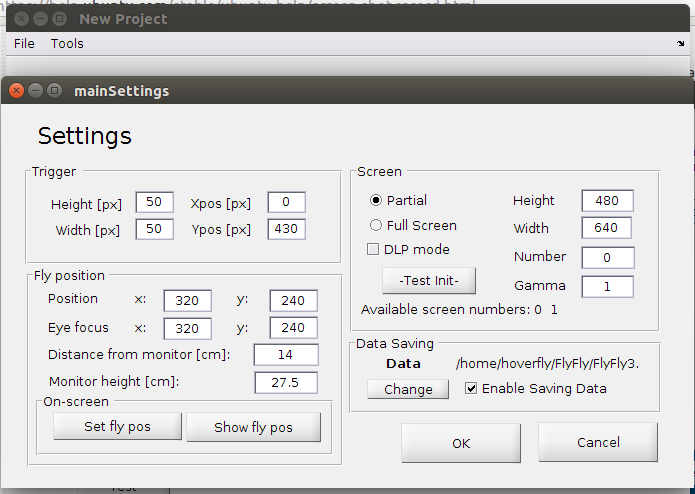 New Project
File Tools
mainSettings
Settings
Trigger
Height [px] 50 Xpos [px] 0
Width [px] 50 Ypos [px] 430
Fly position
Position x: 320 y: 240
Eye focus x: 320 y: 240
Distance from monitor [cm]: 14
Monitor height [cm]: 27.5
On-screen
Set fly pos Show fly pos
Screen
Partial Height 480
Full Screen Width 640
DLP mode Number 0
-Test Init- Gamma 1
Available screen numbers: 0 1
Data Saving
Data /home/hoverfly/FlyFly/FlyFly3.
Change Enable Saving Data
OK Cancel